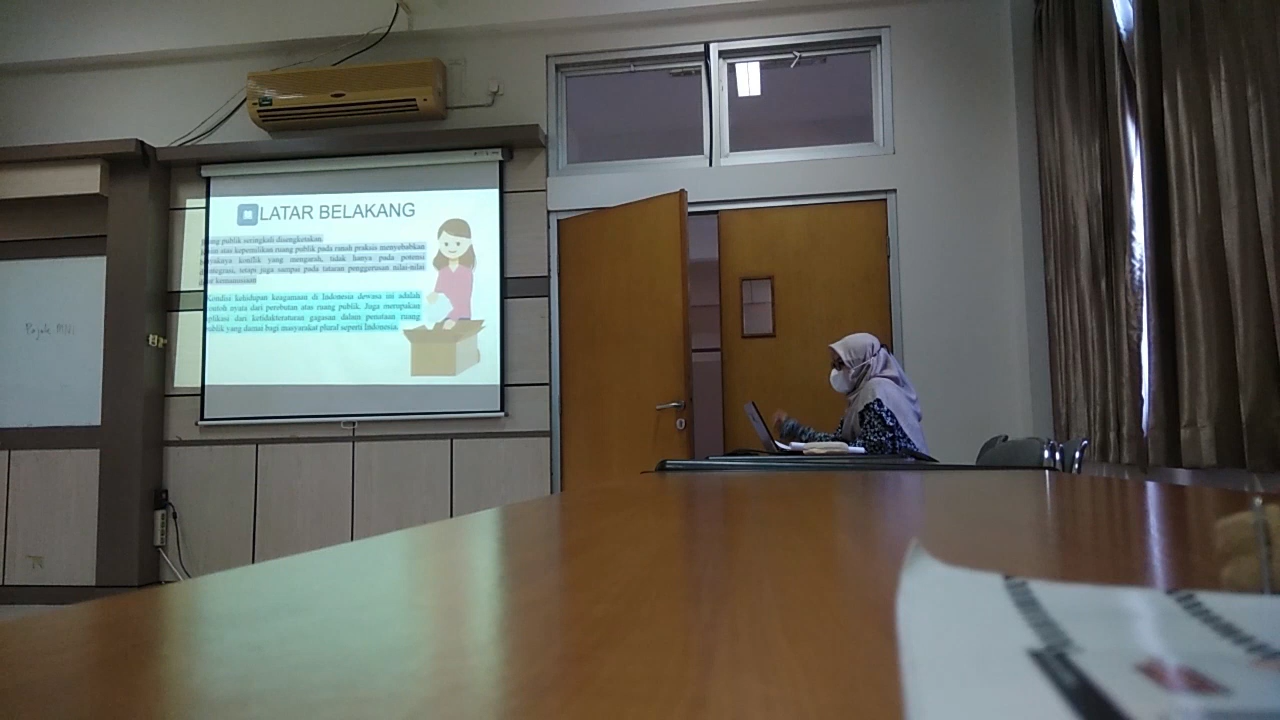 LATAR BELAKANG
publik seringkali disengketakan
atas kepemilikan ruang publik pada ranah praksis menyebabkan
konflik yang mengarah, tidak hanya pada potensi
tetapi juga sampai pada tataran penggerusan nilai-nilai
kemanusiaan
Kondisi kehidupan keagamaan di Indonesia dewasa ini adalah
nyata dari perebutan atas ruang publik. Juga merupakan
dari ketidakteraturan gagasan dalam penataan ruang
yang damai bagi masyarakat plural seperti Indonesia.